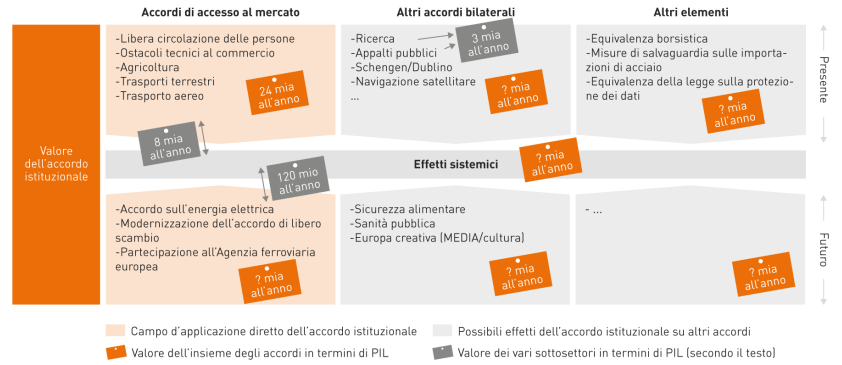 Accordi di accesso al mercato
Altri accordi bilaterali
Altri elementi
Valore
dell'accordo
istituzionale
-Libera circolazione delle persone
-Ostacoli tecnici al commercio
-Agricoltura
-Trasporti terrestri
-Trasporto aereo
24 mia
all'anno
-Ricerca
-Appalti pubblici
-Schengen/Dublino
-Navigazione satellitare
...
3 mia
all'anno
? mia
all'anno
-Equivalenza borsistica
-Misure di salvaguardia sulle importa-
zioni di acciaio
-Equivalenza della legge sulla protezio-
ne dei dati
? mia
all'anno
Presente
8 mia
all'anno
Effetti sistemici
? mia
all'anno
120 mio
all'anno
-Accordo sull'energia elettrica
-Modernizzazione dell'accordo di libero
scambio
-Partecipazione all'Agenzia ferroviaria
europea
? mia
all'anno
-Sicurezza alimentare
-Sanità pubblica
-Europa creativa (MEDIA/cultura)
? mia
all'anno
- ...
? mia
all'anno
Futuro
Campo d'applicazione diretto dell'accordo istituzionale
Possibili effetti dell'accordo istituzionale su altri accordi
Valore dell'insieme degli accordi in termini di PIL
Valore dei vari sottosettori in termini di PIL (secondo il testo)